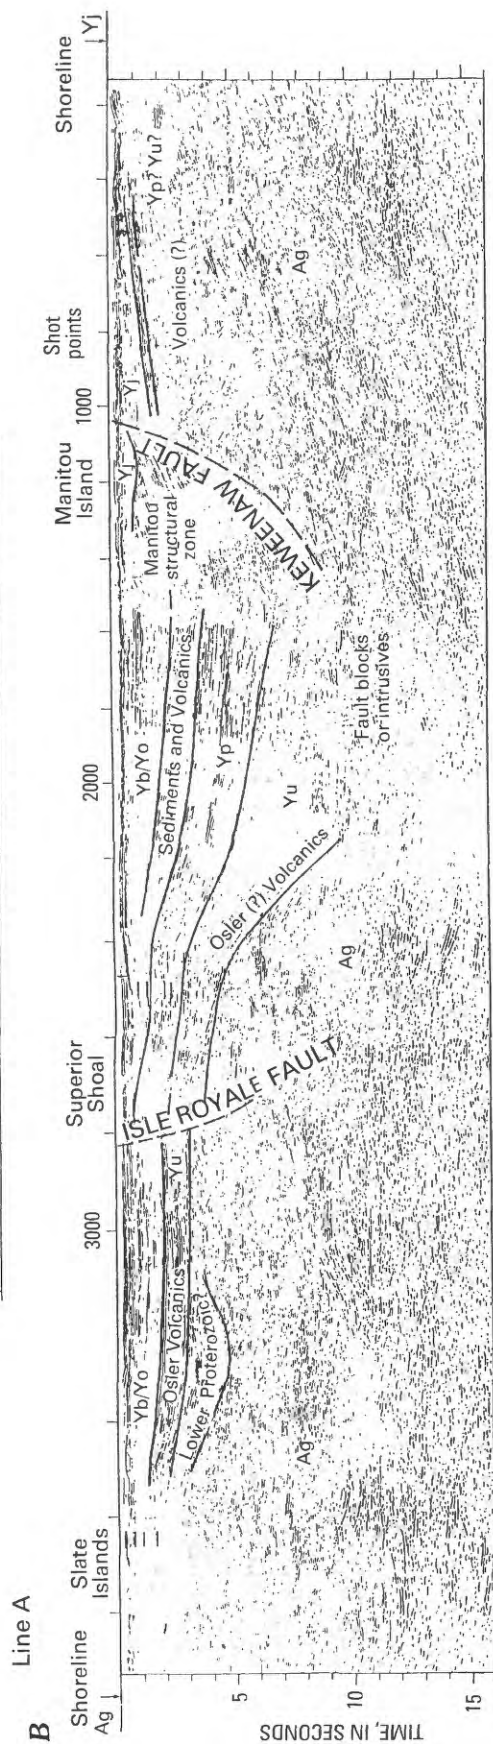 B
Line A
Shoreline
Ag
Slate
Islands
3000
Superior
Shoal
2000
Manitou
Island
1000
Shot
points
Shoreline
Yj
Yb/Yo
Osler Volcanics
Yu
Lower Proterozoic?
Ag
ISLE ROYALE FAULT
Yb/Yo
Sediments and Volcanics
Yp
Yu
Osler (?) Volcanics
Ag
Fault blocks
or intrusives
Manitou
structural
zone
Yj
KEWEENAW FAULT
Yj
Yp? Yu?
Volcanics (?)
Ag
5
10
15
TIME, IN SECONDS